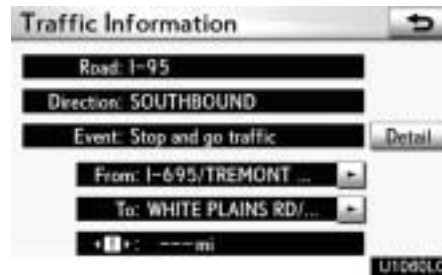 Traffic Information
Road: I-95
Direction: SOUTHBOUND
Event: Stop and go traffic
Detail
From: I-695/TREMONT ...
To: WHITE PLAINS RD/...
: ---mi